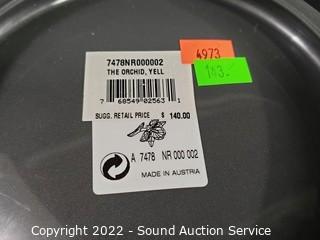 7478NR000002
THE ORCHID, YELL
7 68549 02563 1
SUGG. RETAIL PRICE $ 140.00
A 7478 NR 000 002
MADE IN AUSTRIA
4973
143.-
Copyright 2022 - Sound Auction Service